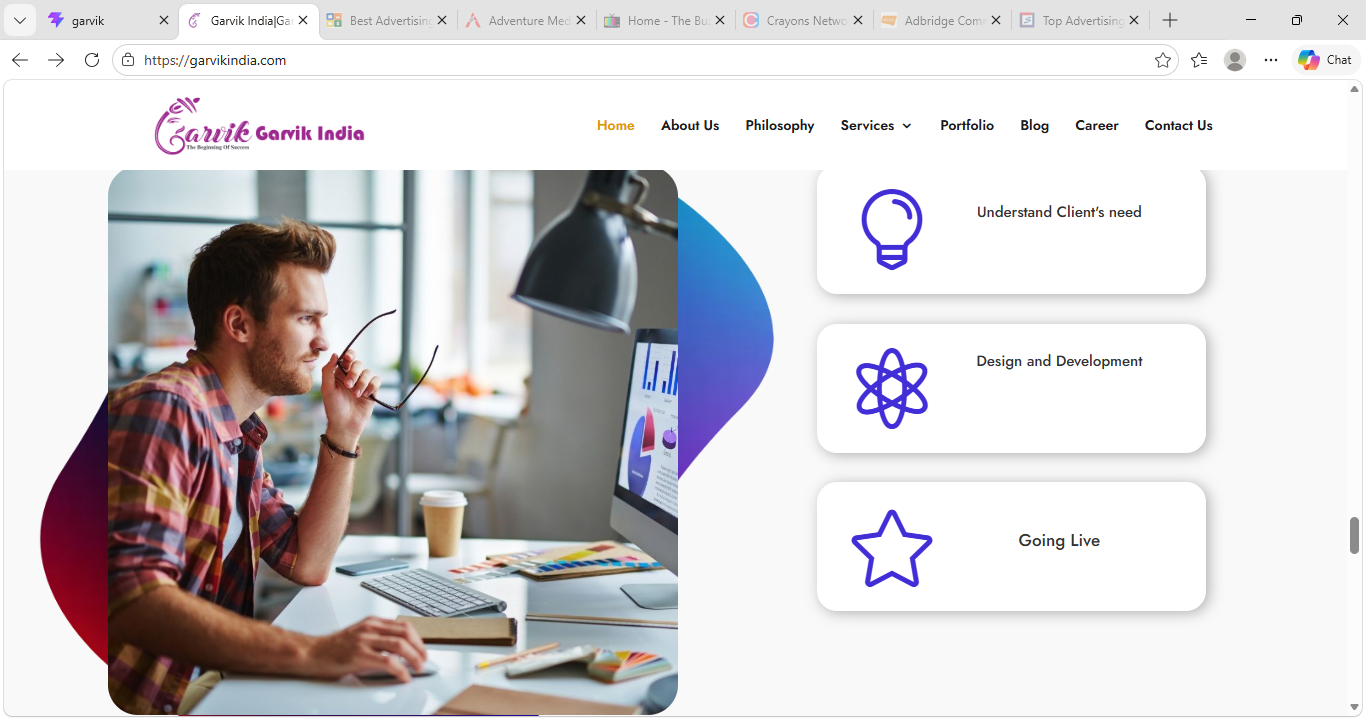 garvik
Garvik India|Ga
Best Advertisin
Adventure Med
Home - The Bu
Crayons Netwo
Adbridge Com
Top Advertising
https://garvikindia.com
Chat
Garvik
The Beginning Of Success
Garvik India
Home
About Us
Philosophy
Services
Portfolio
Blog
Career
Contact Us
Understand Client's need
Design and Development
Going Live